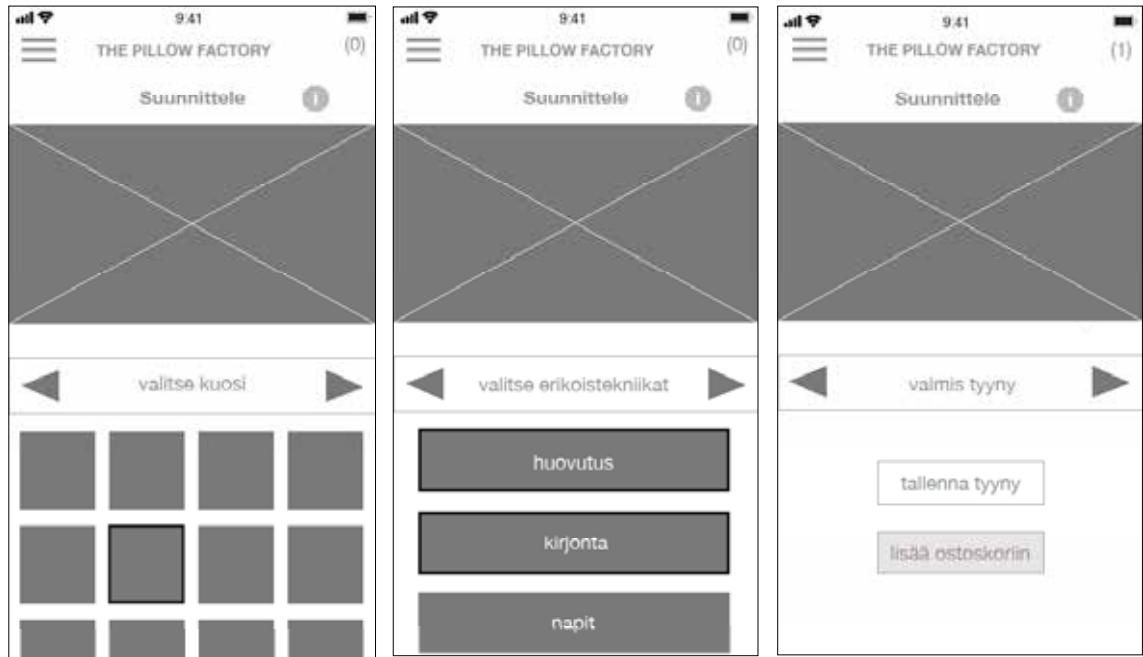 9:41
THE PILLOW FACTORY (0)
Suunnittele i
valitse kuosi
9:41
THE PILLOW FACTORY (0)
Suunnittele i
valitse erikoistekniikat
huovutus
kirjonta
napit
9:41
THE PILLOW FACTORY (1)
Suunnittele i
valmis tyyny
tallenna tyyny
lisää ostoskoriin